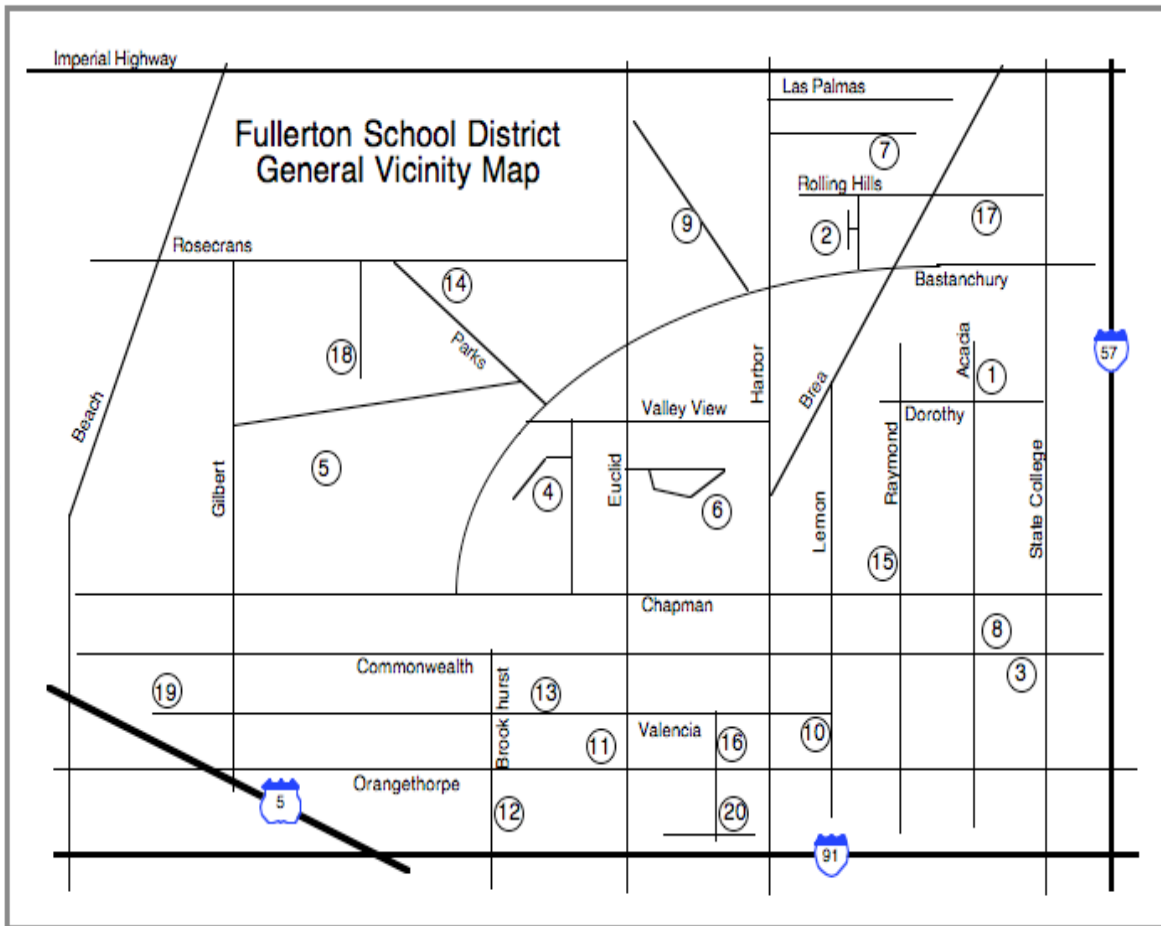 Imperial Highway
Las Palmas
Fullerton School District
General Vicinity Map
7
Rolling Hills
9
2
17
Rosecrans
14
Bastanchury
18
Parks
Harbor
Brea
Acacia
1
57
Beach
Valley View
Dorothy
5
Gilbert
4
Euclid
6
Lemon
Raymond
State College
15
Chapman
8
Commonwealth
3
19
Brook hurst
13
11
Valencia
16
10
Orangethorpe
5
12
20
91